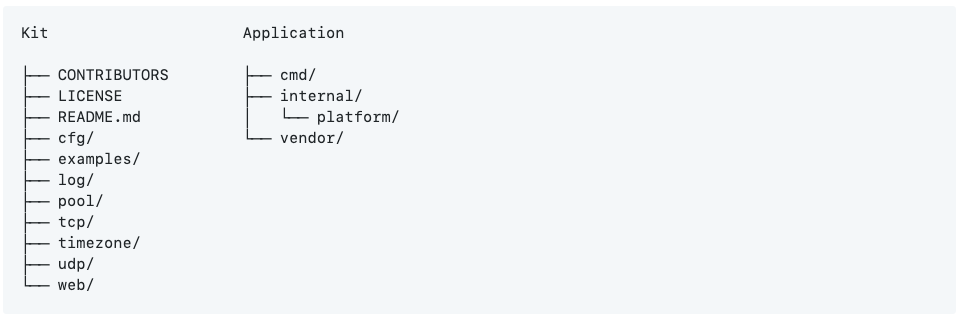 Kit                     Application

├── CONTRIBUTORS        ├── cmd/
├── LICENSE             ├── internal/
├── README.md           │   └── platform/
├── cfg/                └── vendor/
├── examples/
├── log/
├── pool/
├── tcp/
├── timezone/
├── udp/
└── web/